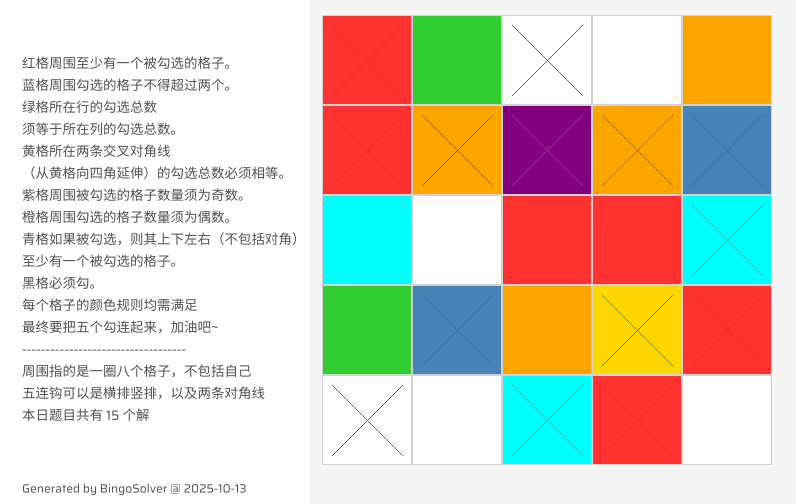 红格周围至少有一个被勾选的格子。
蓝格周围勾选的格子不得超过两个。
绿格所在行的勾选总数
须等于所在列的勾选总数。
黄格所在两条交叉对角线
（从黄格向四角延伸）的勾选总数必须相等。
紫格周围被勾选的格子数量须为奇数。
橙格周围勾选的格子数量须为偶数。
青格如果被勾选，则其上下左右（不包括对角）
至少有一个被勾选的格子。
黑格必须勾。
每个格子的颜色规则均需满足
最终要把五个勾连起来，加油吧~
----------------------------------
周围指的是一圈八个格子，不包括自己
五连钩可以是横排竖排，以及两条对角线
本日题目共有 15 个解
Generated by BingoSolver @ 2025-10-13